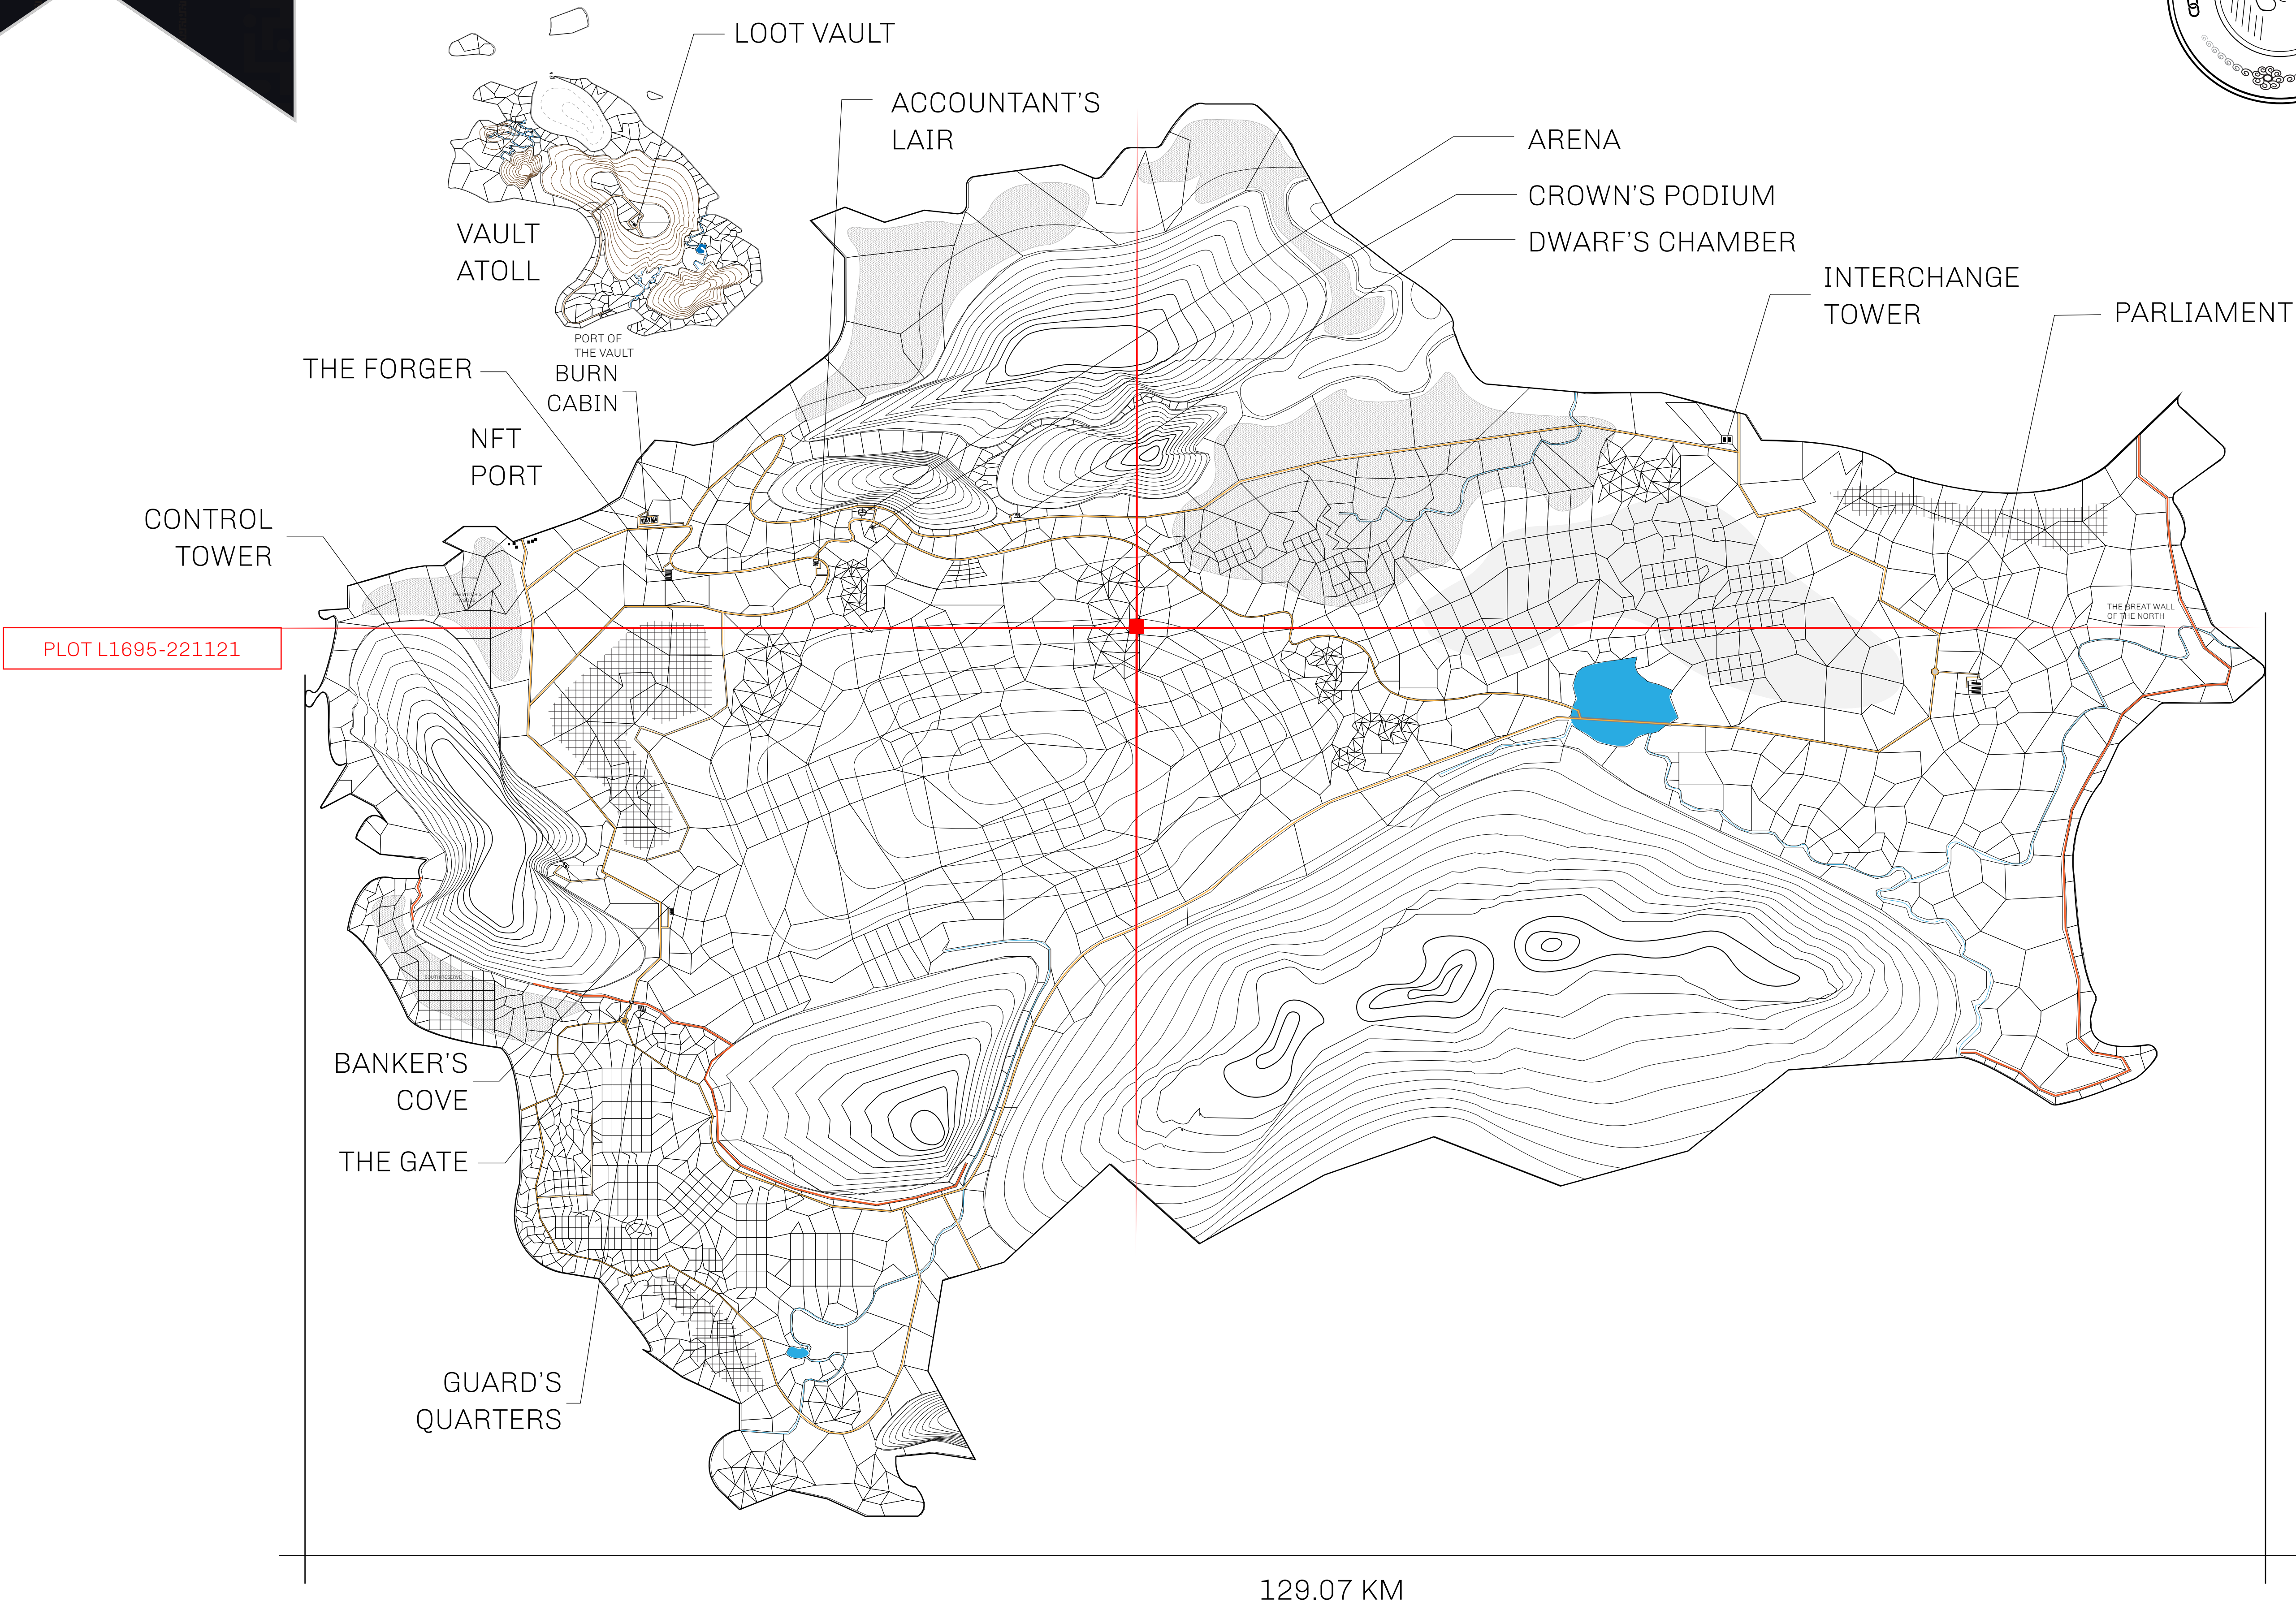 LOOT VAULT
ACCOUNTANT'S
LAIR
ARENA
CROWN'S PODIUM
DWARF'S CHAMBER
VAULT
ATOLL
INTERCHANGE
TOWER
PARLIAMENT
PORT OF
THE VAULT
THE FORGER
BURN
CABIN
NFT
PORT
CONTROL
TOWER
THE GREAT WALL
OF THE NORTH
PLOT L1695-221121
SOUTH RESERVE
BANKER'S
COVE
THE GATE
GUARD'S
QUARTERS
129.07 KM